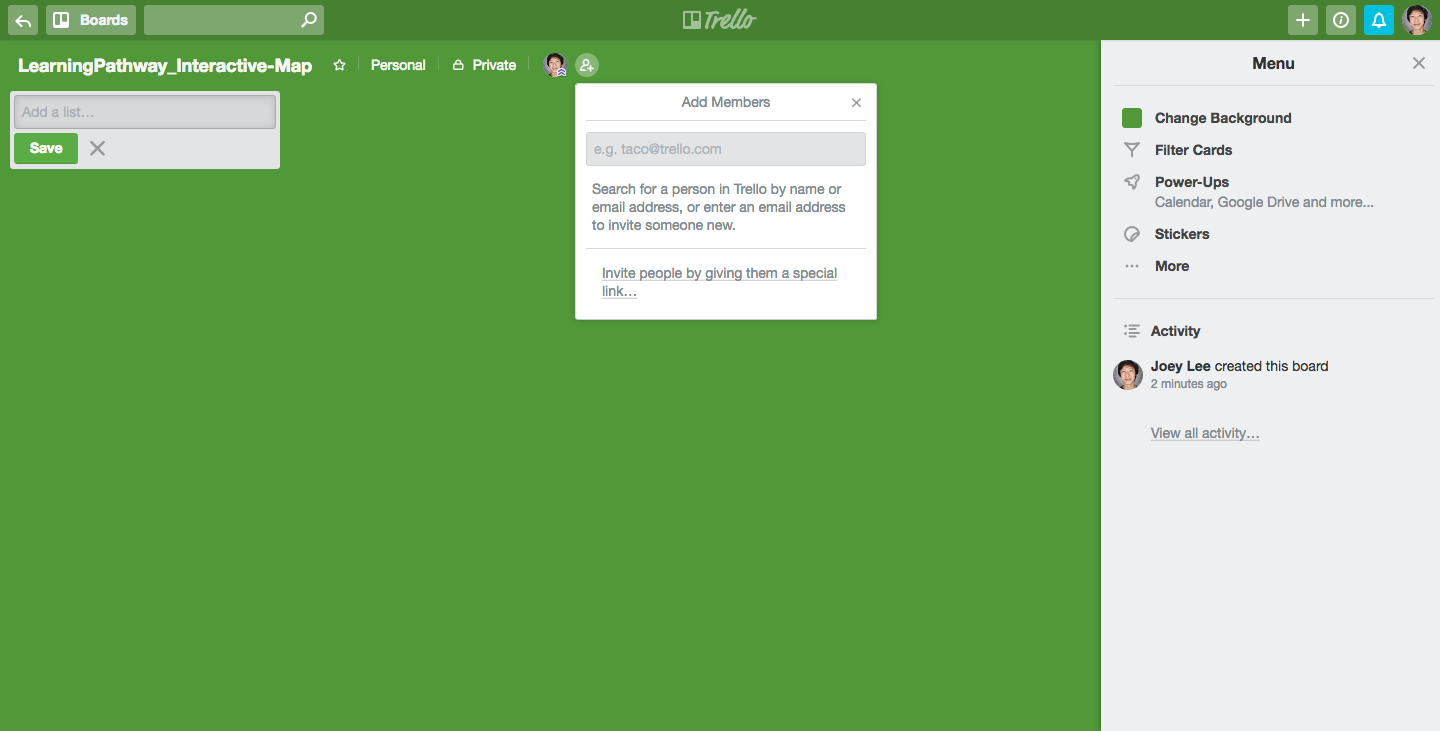 Boards
Trello
LearningPathway_Interactive-Map
Personal
Private
Add a list…
Save
Add Members
e.g. taco@trello.com
Search for a person in Trello by name or
email address, or enter an email address
to invite someone new.
Invite people by giving them a special
link…
Menu
Change Background
Filter Cards
Power-Ups
Calendar, Google Drive and more...
Stickers
More
Activity
Joey Lee created this board
2 minutes ago
View all activity…